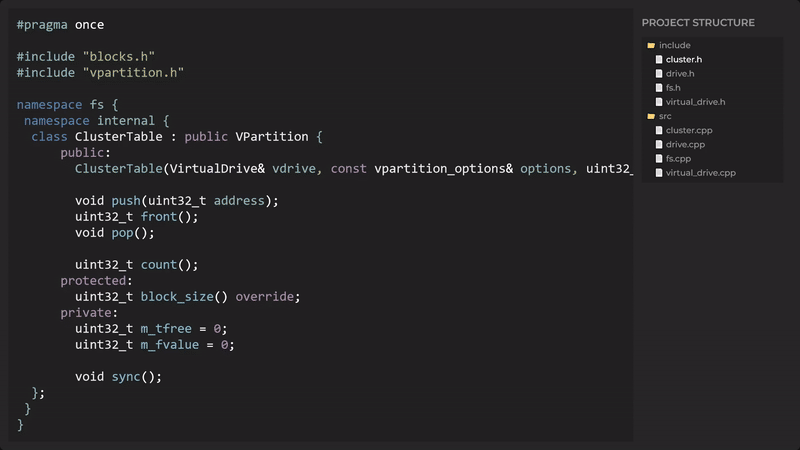 #pragma once
#include "blocks.h"
#include "vpartition.h"
namespace fs {
namespace internal {
class ClusterTable : public VPartition {
public:
ClusterTable(VirtualDrive& vdrive, const vpartition_options& options, uint32_
void push(uint32_t address);
uint32_t front();
void pop();
uint32_t count();
protected:
uint32_t block_size() override;
private:
uint32_t m_tfree = 0;
uint32_t m_fvalue = 0;
void sync();
};
}
}
PROJECT STRUCTURE
include
cluster.h
drive.h
fs.h
virtual_drive.h
src
cluster.cpp
drive.cpp
fs.cpp
virtual_drive.cpp